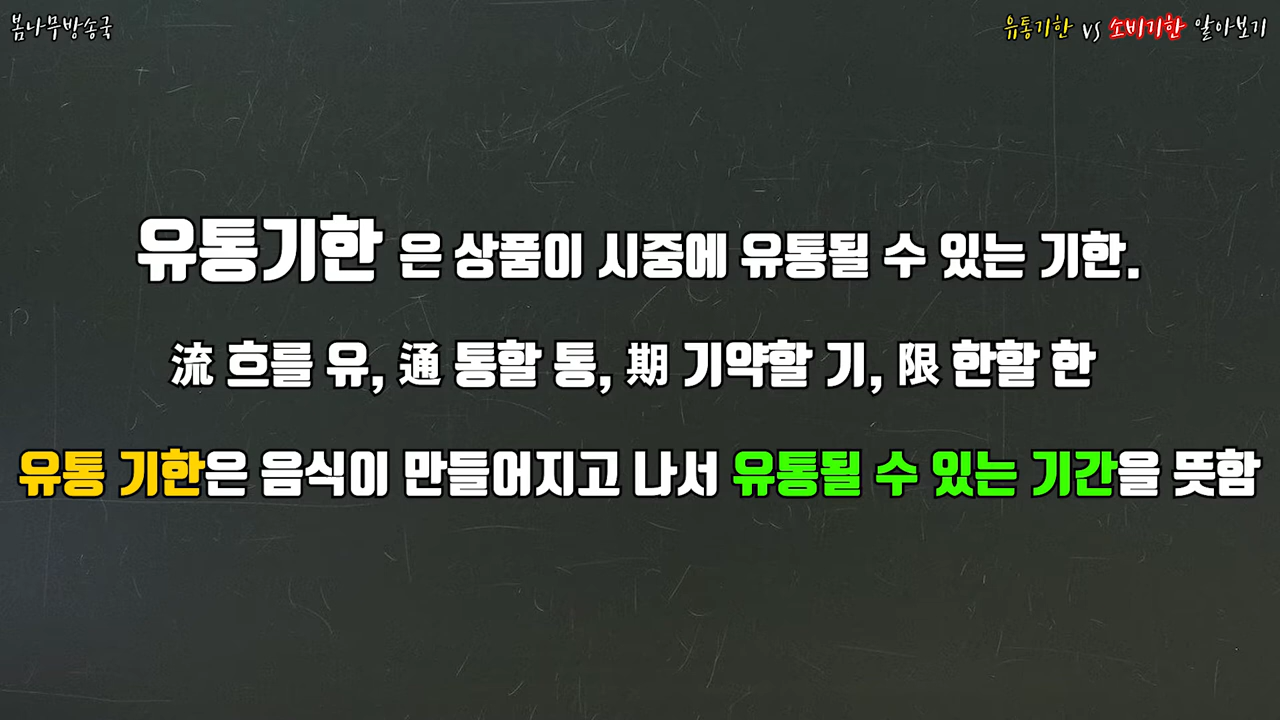 봄나무방송국
유통기한 vs 소비기한 알아보기
유통기한 은 상품이 시중에 유통될 수 있는 기한.
流 흐를 유, 通 통할 통, 期 기약할 기, 限 한할 한
유통 기한은 음식이 만들어지고 나서 유통될 수 있는 기간을 뜻함